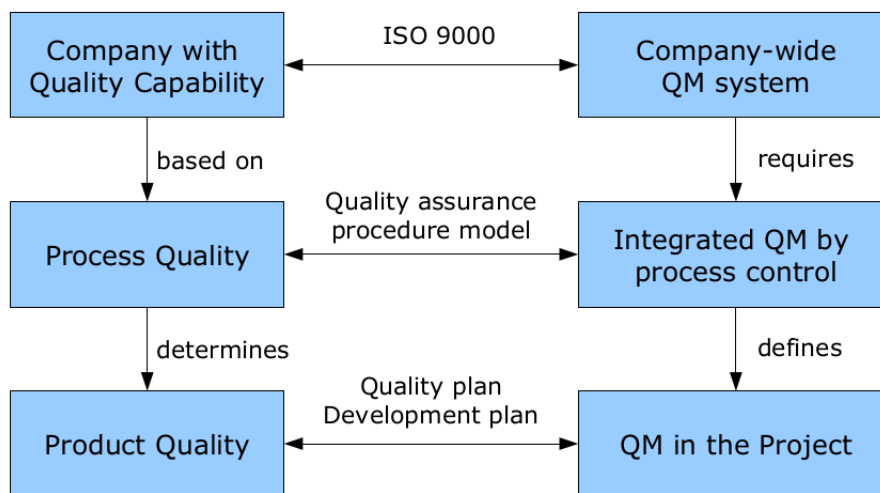 Company with
Quality Capability
ISO 9000
Company-wide
QM system
based on
requires
Process Quality
Quality assurance
procedure model
Integrated QM by
process control
determines
defines
Product Quality
Quality plan
Development plan
QM in the Project